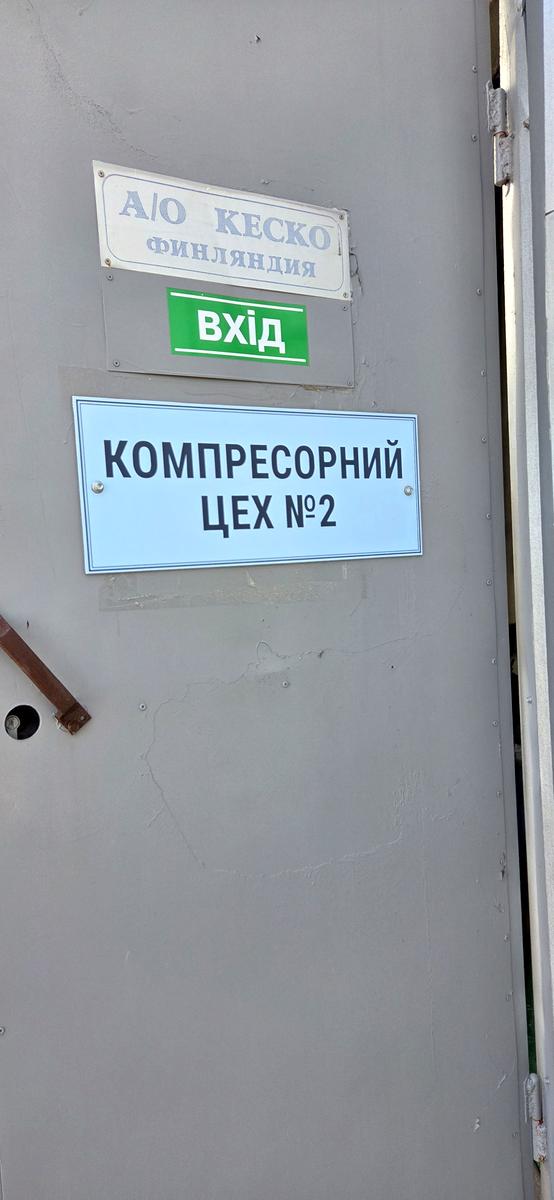 А/О КЕСКО
ФИНЛЯНДИЯ
ВХІД
КОМПРЕСОРНИЙ
ЦЕХ №2